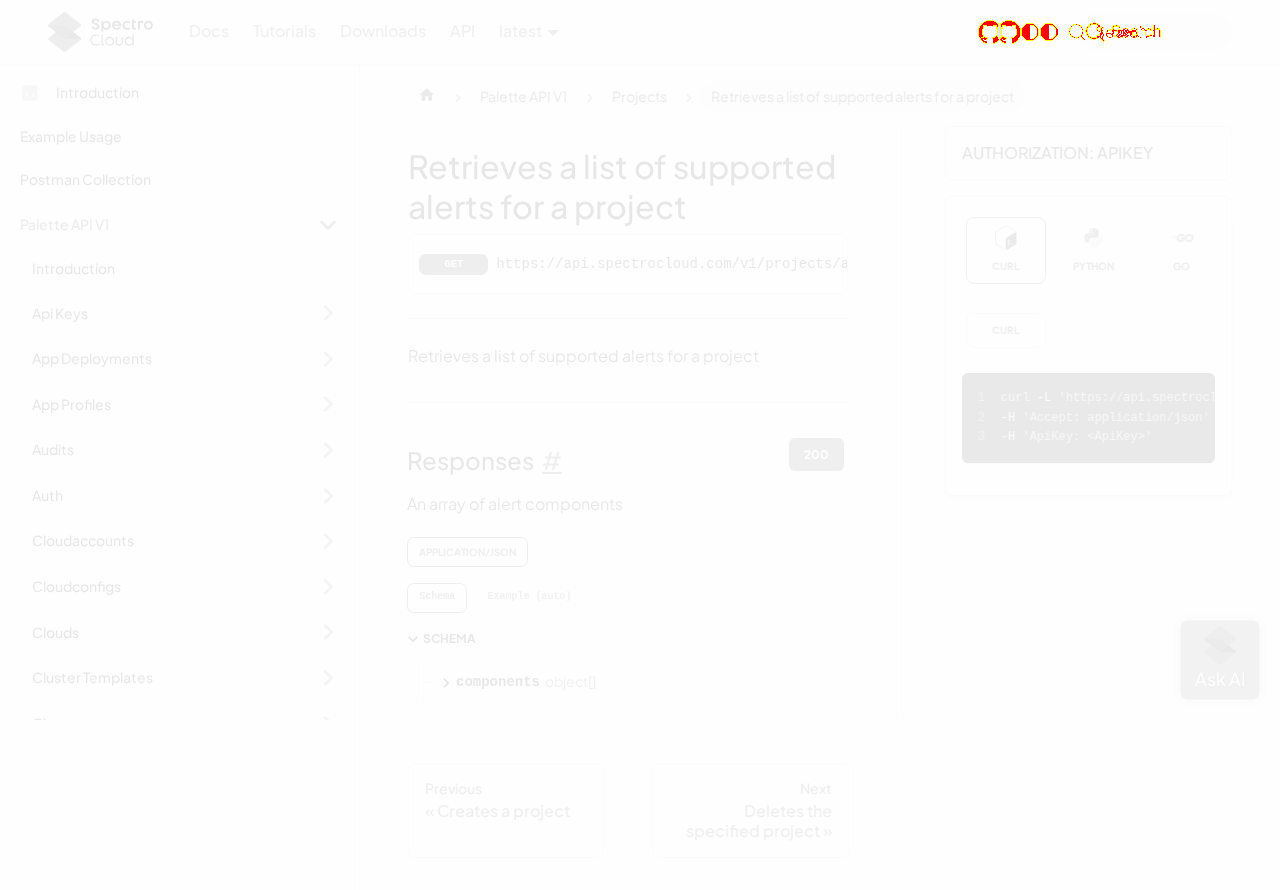 Spectro Cloud
Docs Tutorials Downloads API latest
Search
Introduction
Example Usage
Postman Collection
Palette API V1
Introduction
Api Keys
App Deployments
App Profiles
Audits
Auth
Cloudaccounts
Cloudconfigs
Clouds
Cluster Templates
Palette API V1 > Projects > Retrieves a list of supported alerts for a project
Retrieves a list of supported
alerts for a project
GET https://api.spectrocloud.com/v1/projects/a
Retrieves a list of supported alerts for a project
Responses #
200
An array of alert components
APPLICATION/JSON
Schema Example (auto)
SCHEMA
components object[]
Previous
« Creates a project
Next
Deletes the
specified project »
AUTHORIZATION: APIKEY
CURL PYTHON GO
CURL
1 curl -L 'https://api.spectrocl
2 -H 'Accept: application/json'
3 -H 'ApiKey: <ApiKey>'
Ask AI